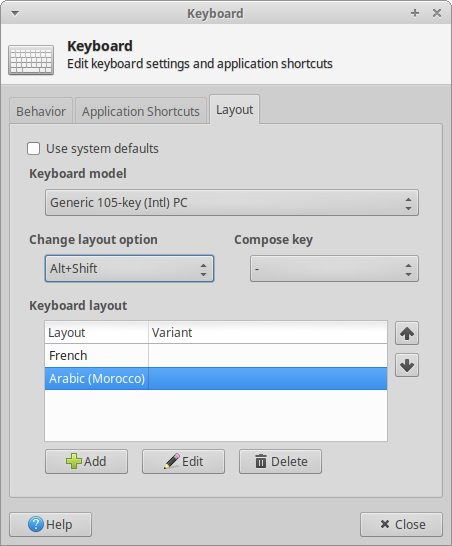 Keyboard
Keyboard
Edit keyboard settings and application shortcuts
Behavior Application Shortcuts Layout
Use system defaults
Keyboard model
Generic 105-key (Intl) PC
Change layout option Compose key
Alt+Shift -
Keyboard layout
Layout Variant
French
Arabic (Morocco)
Add Edit Delete
Help Close